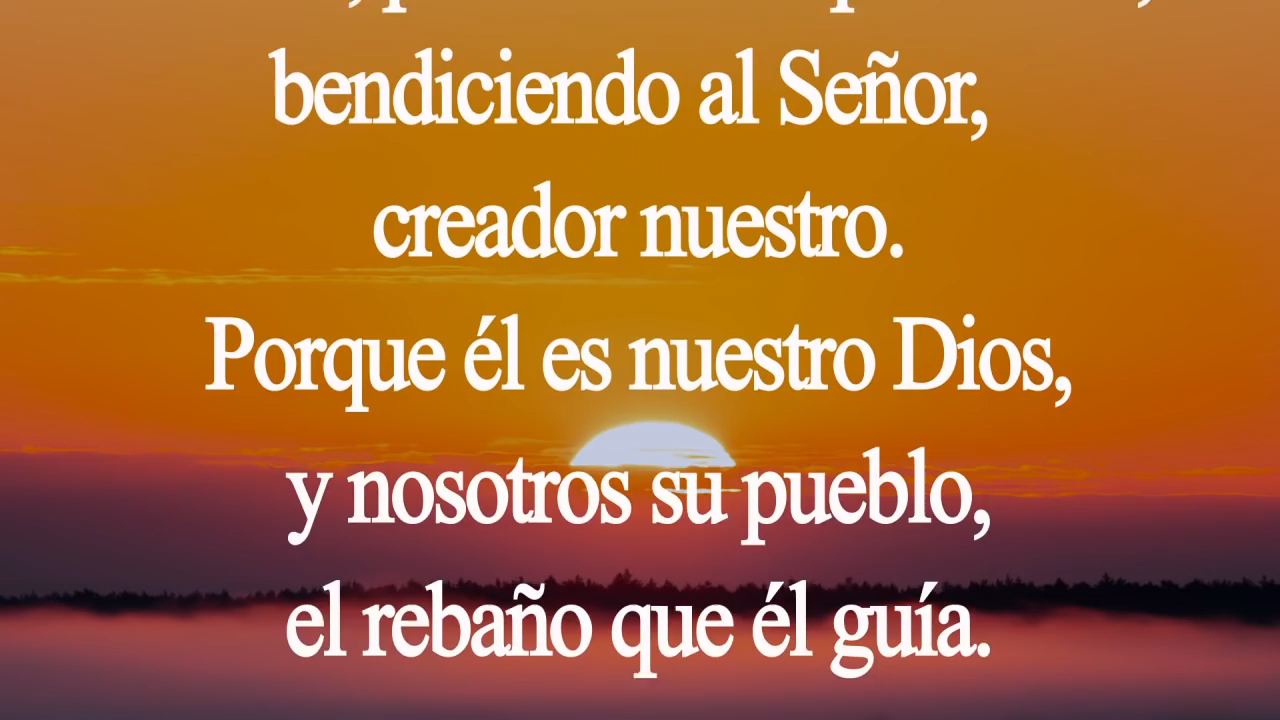 bendiciendo al Señor,
creador nuestro.
Porque él es nuestro Dios,
y nosotros su pueblo,
el rebaño que él guía.